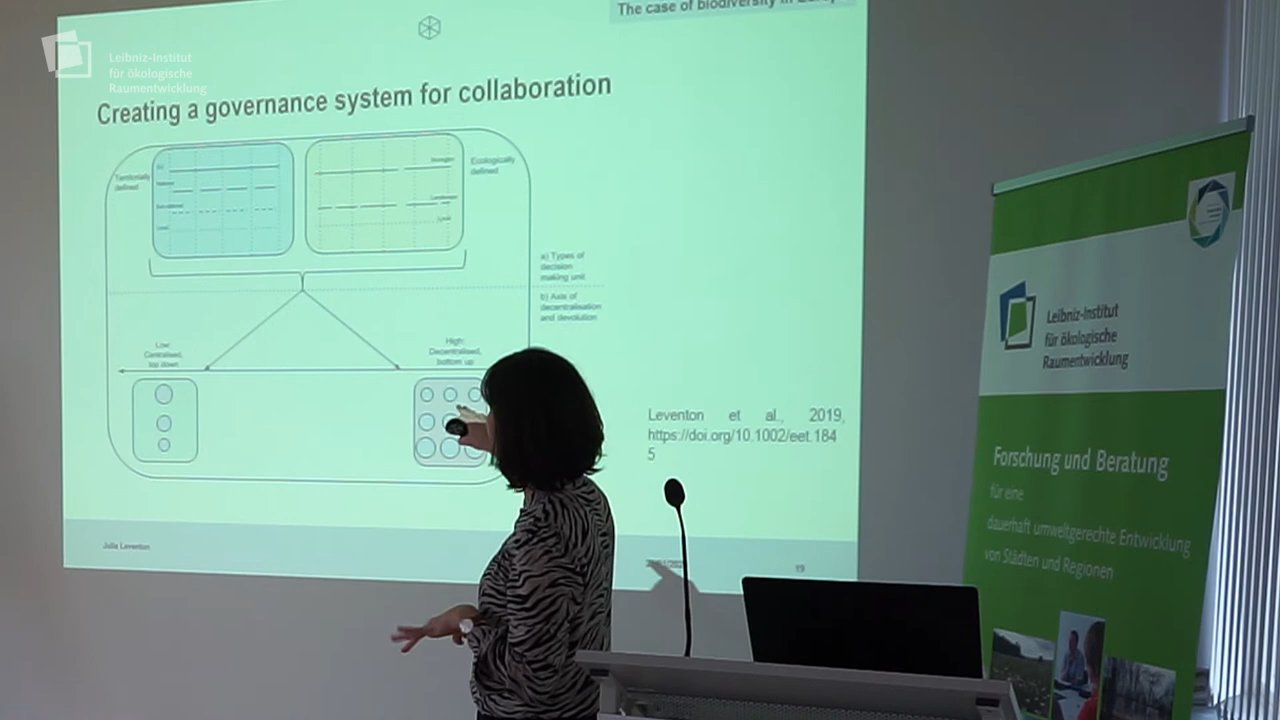 Leibniz-Institut
für ökologische
Raumentwicklung
The case of biodiversity in
Creating a governance system for collaboration
Territorially
defined
Ecologically
defined
a) Types of
decision
making unit
b) Axis of
decentralisation
and devolution
Low:
Centralised,
top down
High:
Decentralised,
bottom up
Leventon et al., 2019,
https://doi.org/10.1002/eet.184
5
Julia Leventon
19
Leibniz-Institut
für ökologische
Raumentwicklung
Forschung und Beratung
für eine
dauerhaft umweltgerechte Entwicklung
von Städten und Regionen